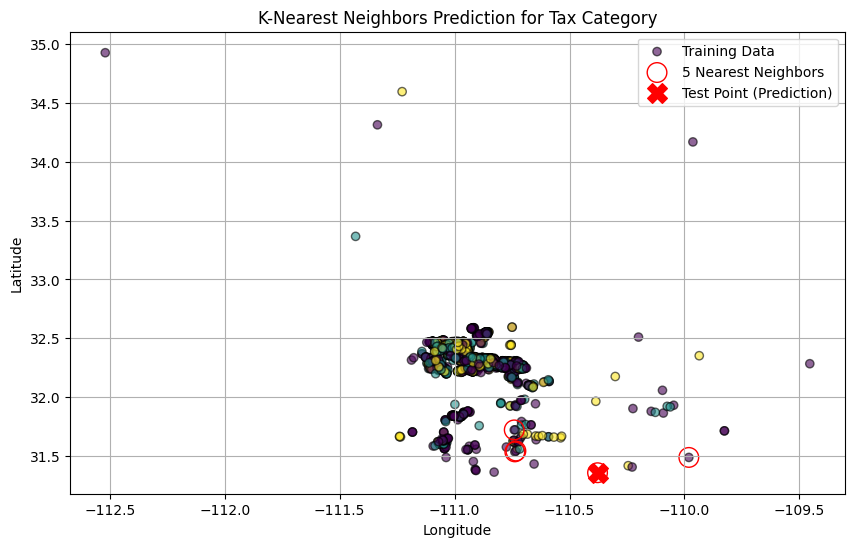 K-Nearest Neighbors Prediction for Tax Category
Training Data
5 Nearest Neighbors
Test Point (Prediction)
Latitude
35.0
34.5
34.0
33.5
33.0
32.5
32.0
31.5
−112.5
−112.0
−111.5
−111.0
−110.5
−110.0
−109.5
Longitude